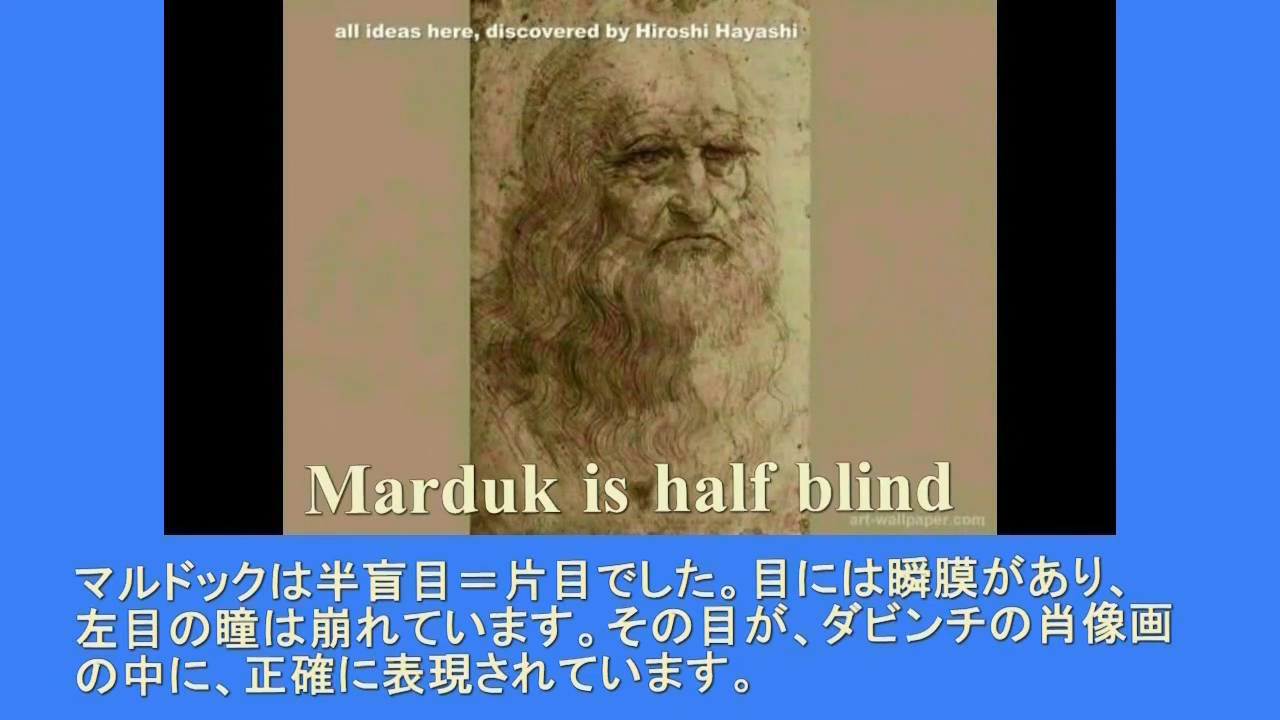 all ideas here, discovered by Hiroshi Hayashi
Marduk is half blind
art-wallpaper.com
マルドックは半盲目＝片目でした。目には瞬膜があり、
左目の瞳は崩れています。その目が、ダビンチの肖像画
の中に、正確に表現されています。